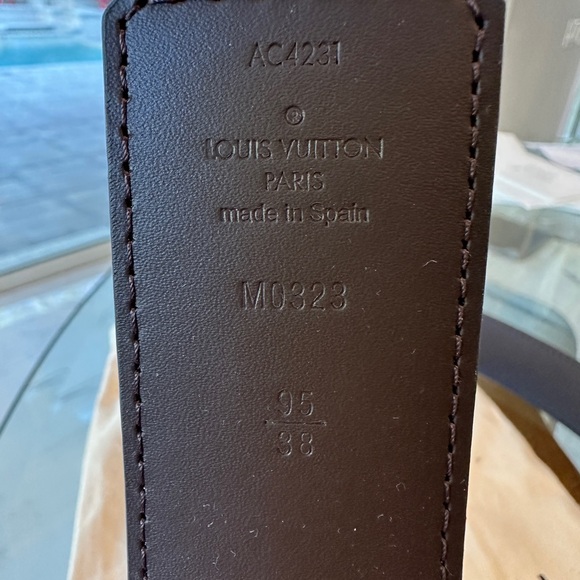 AC4231
LOUIS VUITTON
PARIS
made in Spain
M0323
95
38